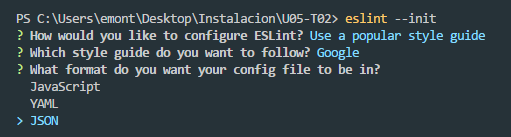 PS C:\Users\emont\Desktop\Instalacion\U05-T02> eslint --init
? How would you like to configure ESLint? Use a popular style guide
? Which style guide do you want to follow? Google
? What format do you want your config file to be in?
JavaScript
YAML
> JSON